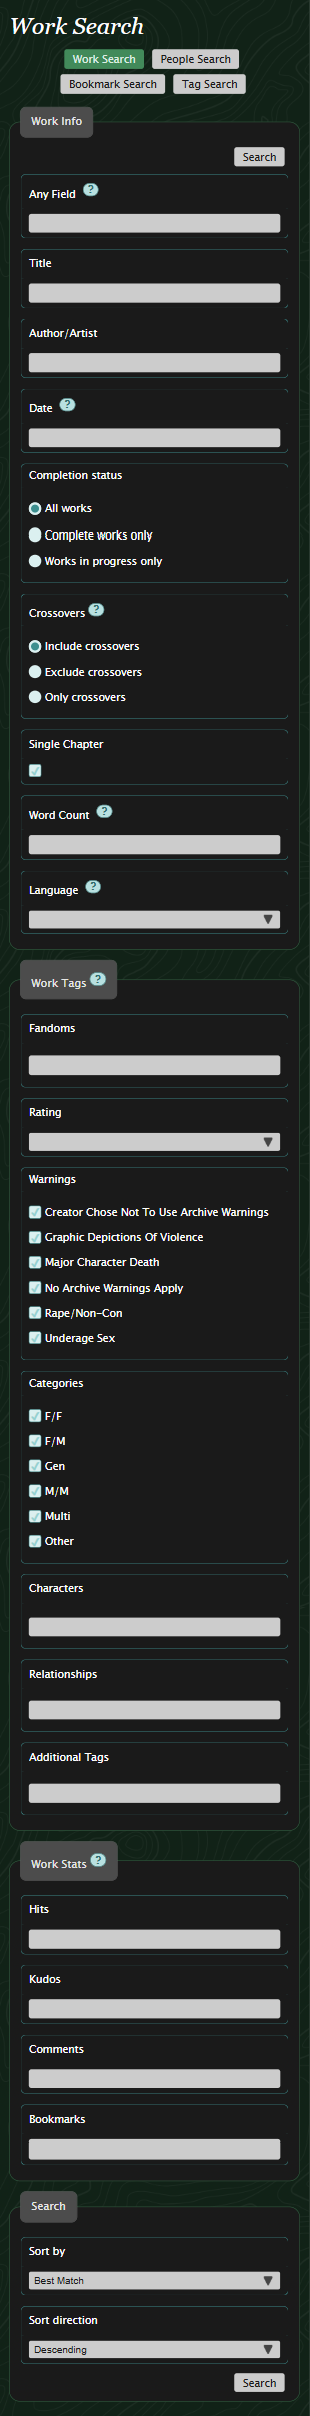 Work Search
Work Search
People Search
Bookmark Search
Tag Search
Work Info
Search
Any Field ?
Title
Author/Artist
Date ?
Completion status
All works
Complete works only
Works in progress only
Crossovers ?
Include crossovers
Exclude crossovers
Only crossovers
Single Chapter
Word Count ?
Language ?
Work Tags ?
Fandoms
Rating
Warnings
Creator Chose Not To Use Archive Warnings
Graphic Depictions Of Violence
Major Character Death
No Archive Warnings Apply
Rape/Non-Con
Underage Sex
Categories
F/F
F/M
Gen
M/M
Multi
Other
Characters
Relationships
Additional Tags
Work Stats ?
Hits
Kudos
Comments
Bookmarks
Search
Sort by
Best Match
Sort direction
Descending
Search